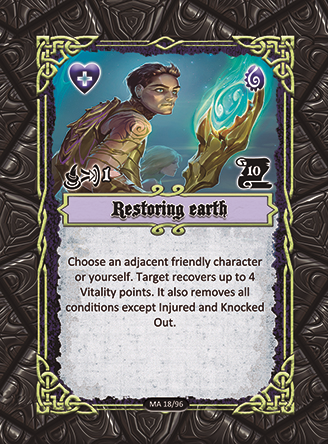 1
10
Restoring earth
Choose an adjacent friendly character
or yourself. Target recovers up to 4
Vitality points. It also removes all
conditions except Injured and Knocked
Out.
MA 18/96